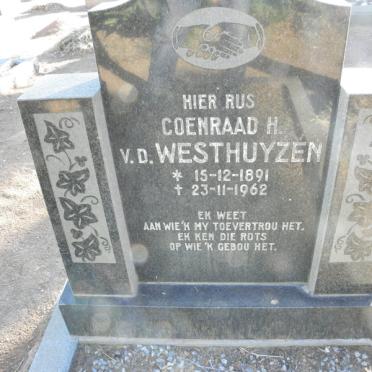 HIER RUS
COENRAAD H.
V.D. WESTHUYZEN
* 15-12-1891
† 23-11-1962
EK WEET
AAN WIE'K MY TOEVERTROU HET.
EK KEN DIE ROTS
OP WIE'K GEBOU HET.